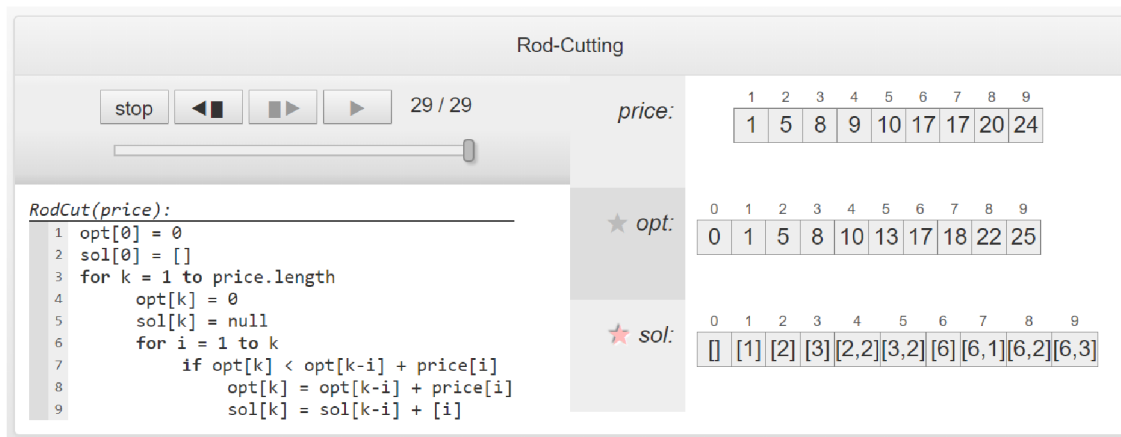 Rod-Cutting
stop 29 / 29
RodCut(price):
1 opt[0] = 0
2 sol[0] = []
3 for k = 1 to price.length
4 opt[k] = 0
5 sol[k] = null
6 for i = 1 to k
7 if opt[k] < opt[k-i] + price[i]
8 opt[k] = opt[k-i] + price[i]
9 sol[k] = sol[k-i] + [i]
1 2 3 4 5 6 7 8 9
price: 1 5 8 9 10 17 17 20 24
0 1 2 3 4 5 6 7 8 9
opt: 0 1 5 8 10 13 17 18 22 25
0 1 2 3 4 5 6 7 8 9
sol: [] [1] [2] [3] [2,2] [3,2] [6] [6,1] [6,2] [6,3]